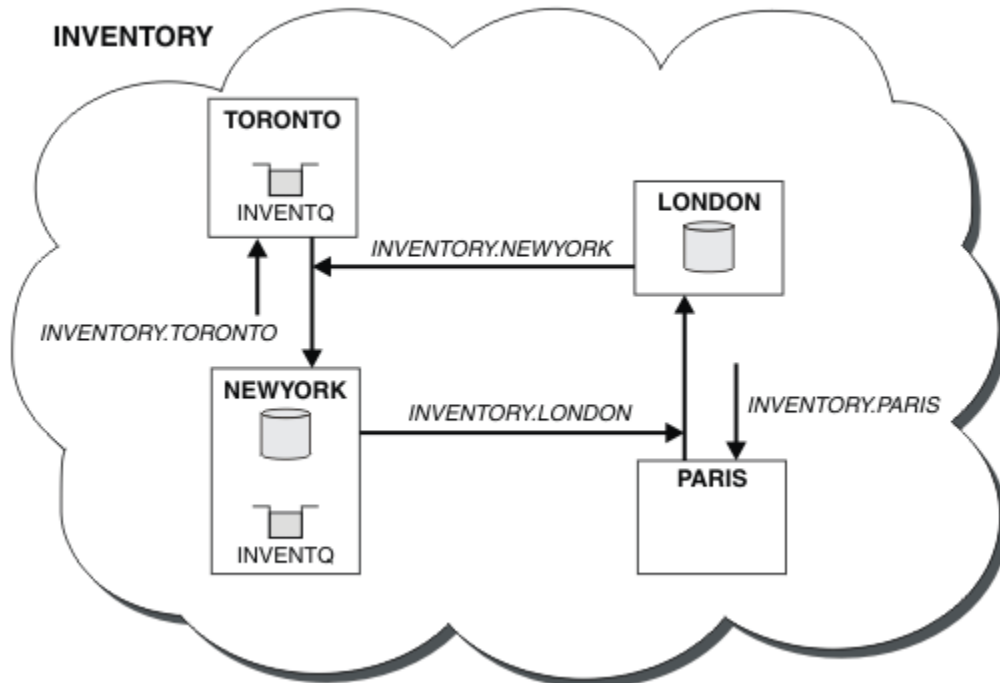 INVENTORY
TORONTO
INVENTQ
LONDON
INVENTORY.NEWYORK
INVENTORY.TORONTO
NEWYORK
INVENTORY.LONDON
INVENTORY.PARIS
PARIS
INVENTQ